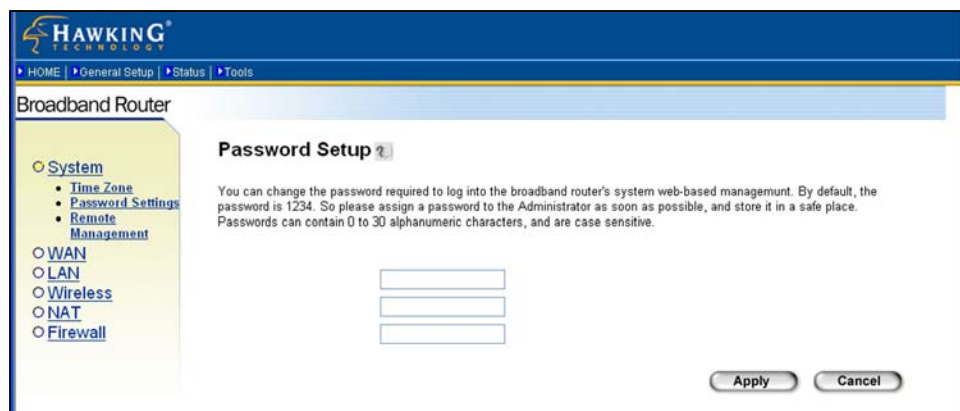 HAWKING®
TECHNOLOGY
HOME | General Setup | Status | Tools
Broadband Router
System
• Time Zone
• Password Settings
• Remote
Management
WAN
LAN
Wireless
NAT
Firewall
Password Setup
You can change the password required to log into the broadband router's system web-based managemunt. By default, the
password is 1234. So please assign a password to the Administrator as soon as possible, and store it in a safe place.
Passwords can contain 0 to 30 alphanumeric characters, and are case sensitive.
Apply
Cancel